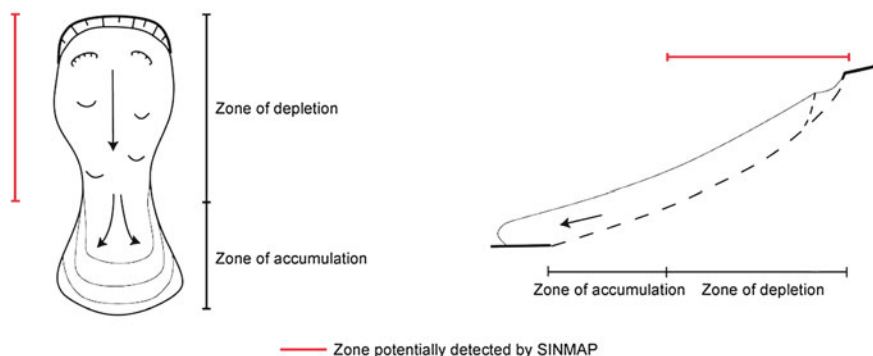 Zone of depletion
Zone of accumulation
Zone of accumulation
Zone of depletion
Zone potentially detected by SINMAP